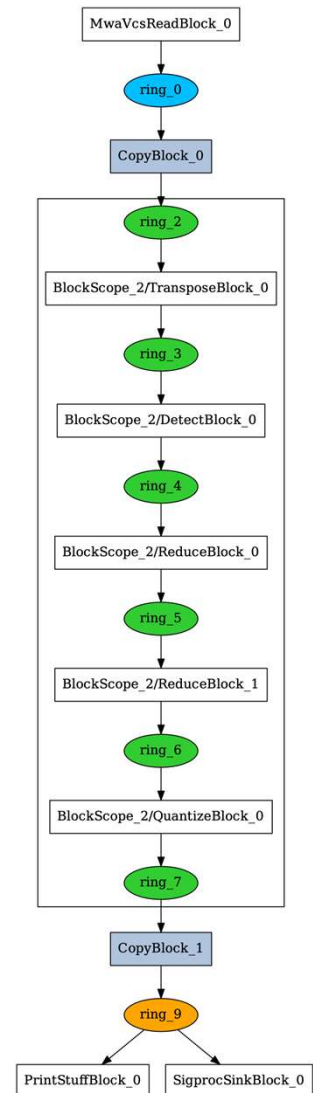 MwaVcsReadBlock_0
ring_0
CopyBlock_0
ring_2
BlockScope_2/TransposeBlock_0
ring_3
BlockScope_2/DetectBlock_0
ring_4
BlockScope_2/ReduceBlock_0
ring_5
BlockScope_2/ReduceBlock_1
ring_6
BlockScope_2/QuantizeBlock_0
ring_7
CopyBlock_1
ring_9
PrintStuffBlock_0
SigprocSinkBlock_0